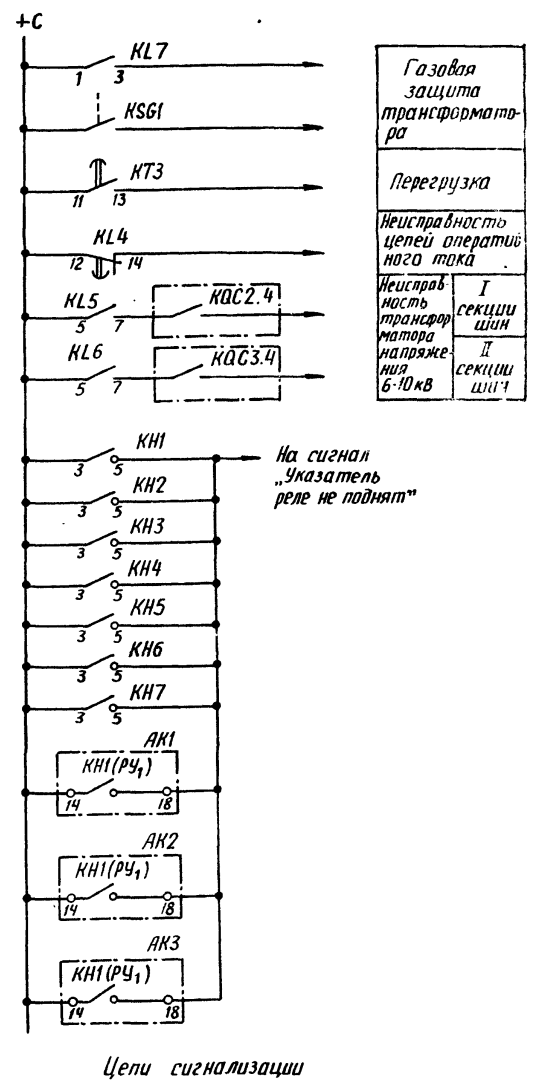 +C
KL7
1 3
KSG1
KT3
11 13
KL4
12 14
KL5
5 7
KQC2.4
KL6
5 7
KQC3.4
Газовая
защита
трансформато-
ра
Перегрузка
Неисправность
цепей оператив
ного тока
Неисправ-
ность
трансфор
матора
напряже-
ния
6-10кВ
I
секции
шин
II
секции
шин
KH1
3 5
На сигнал
„Указатель
реле не поднят"
KH2
3 5
KH3
3 5
KH4
3 5
KH5
3 5
KH6
3 5
KH7
3 5
AK1
KH1(РУ₁)
14 18
AK2
KH1(РУ₁)
14 18
AK3
KH1(РУ₁)
14 18
Цепи сигнализации